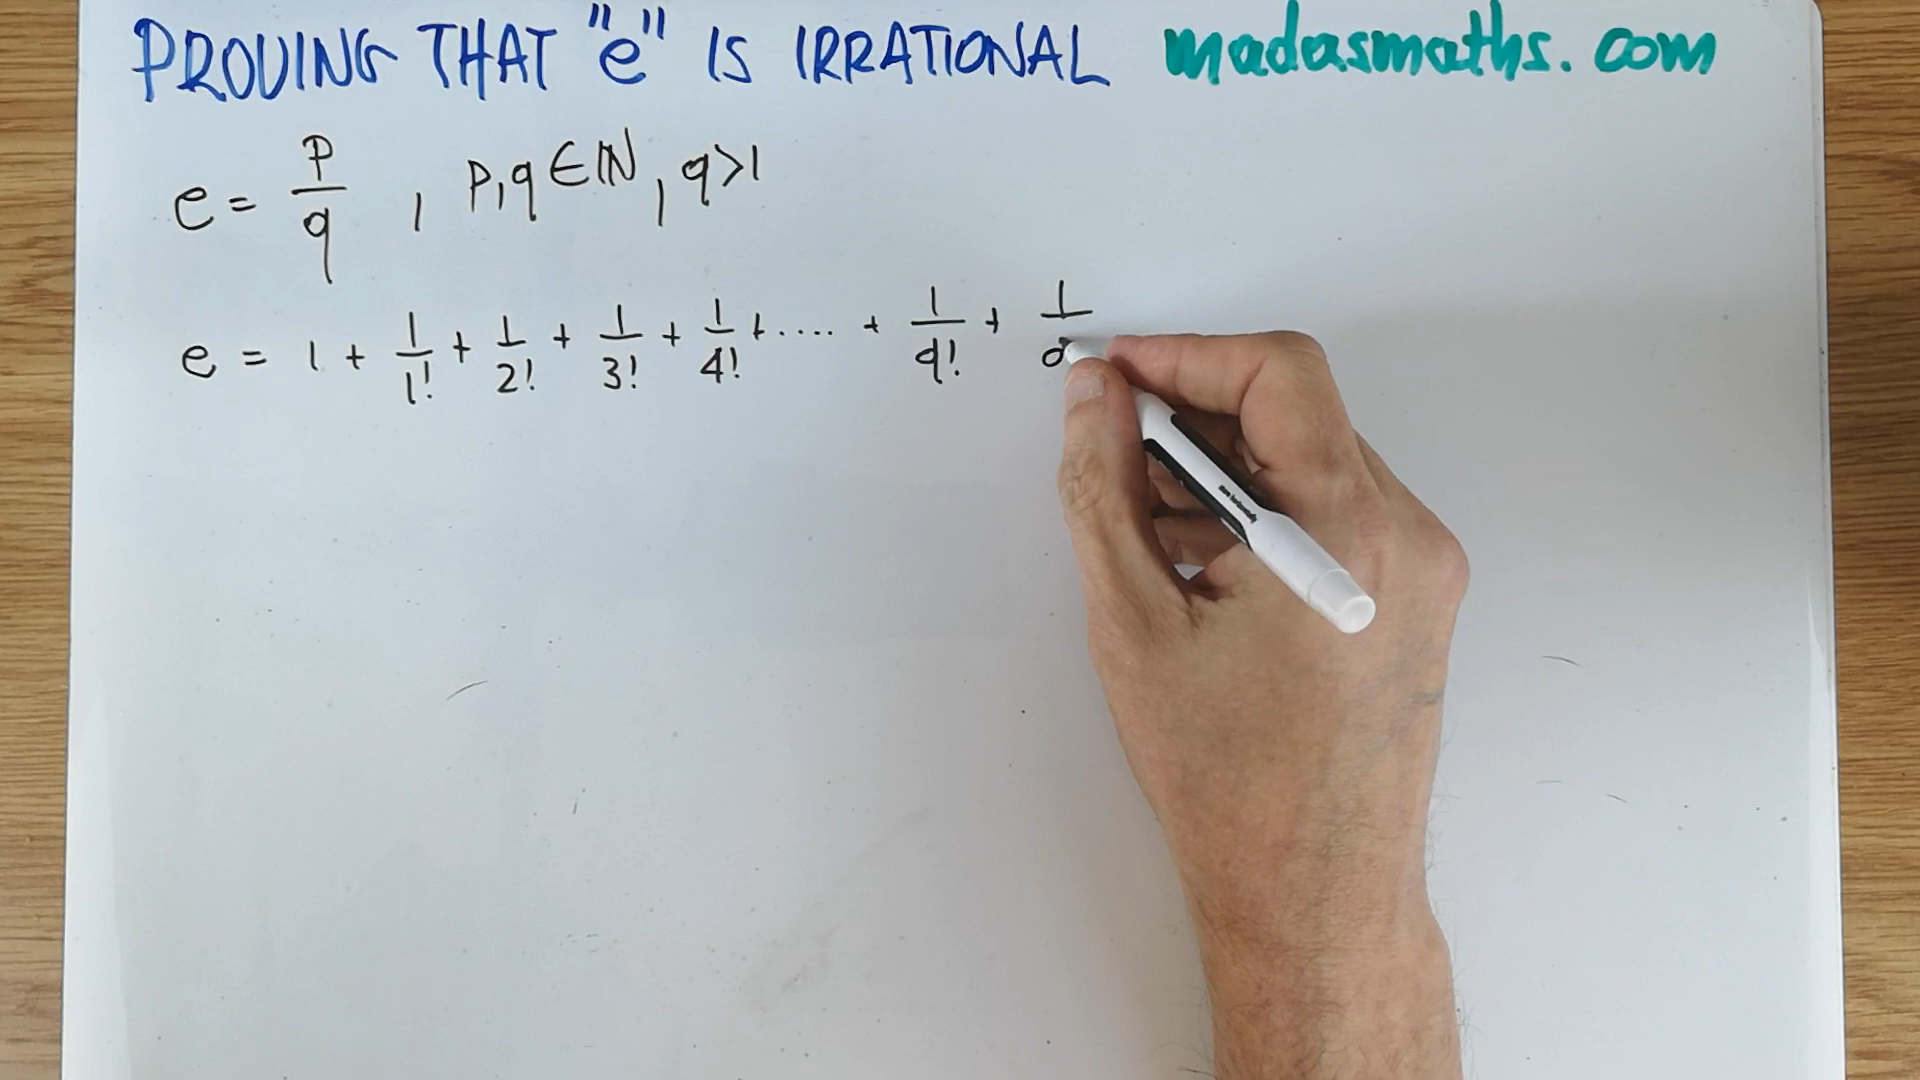 PROVING THAT "e" IS IRRATIONAL madasmaths.com
e = p/q , p,q ∈ ℕ, q>1
e = 1 + 1/1! + 1/2! + 1/3! + 1/4! + .... + 1/q! + 1/